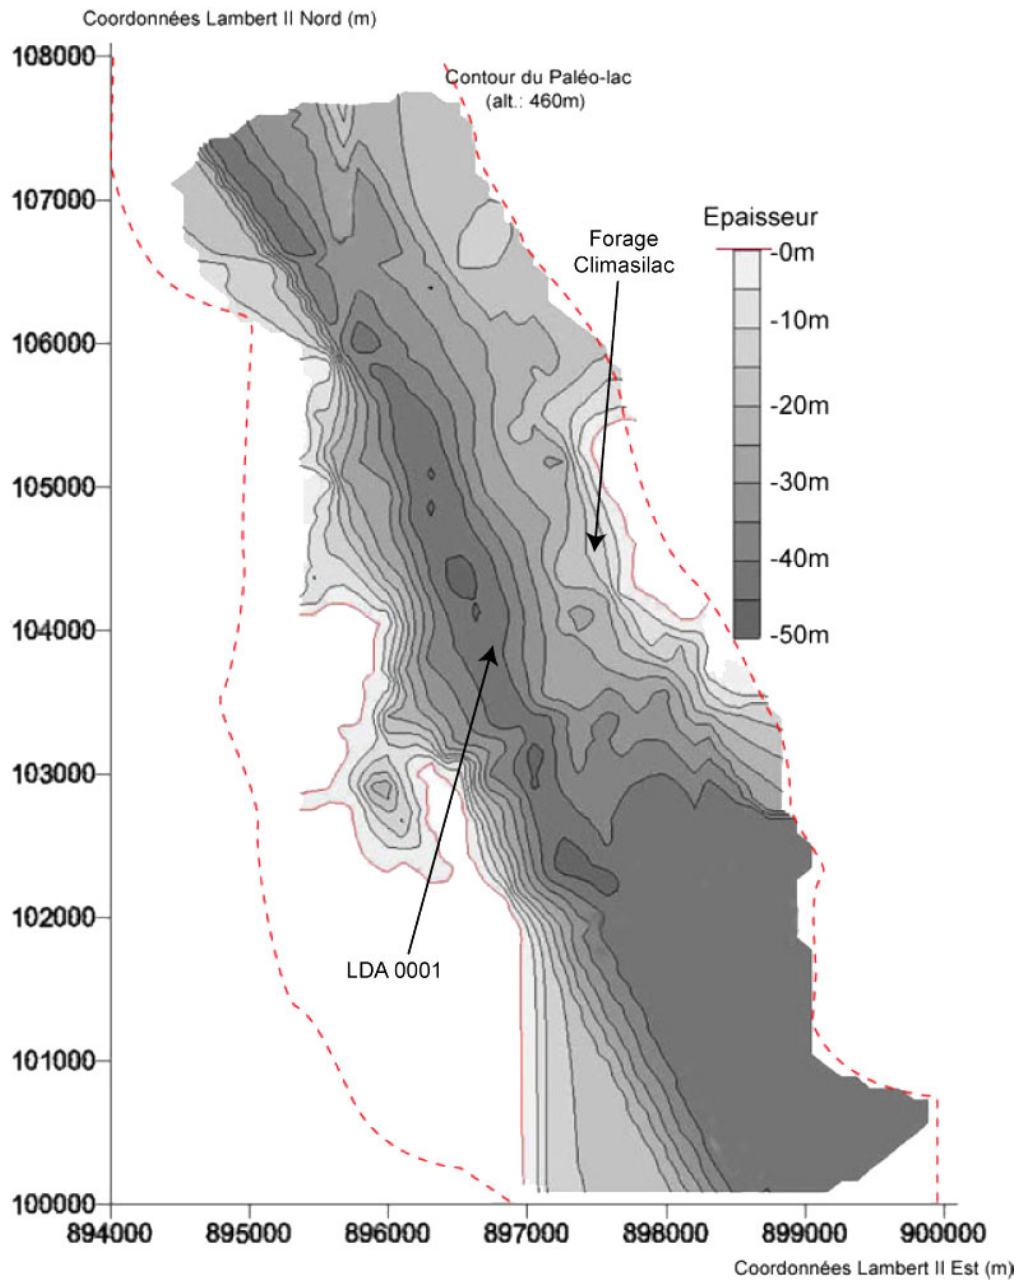 Coordonnées Lambert II Nord (m)
108000
Contour du Paléo-lac
(alt.: 460m)
107000
Epaisseur
Forage
Climasilac
-0m
-10m
106000
-20m
105000
-30m
-40m
104000
-50m
103000
102000
LDA 0001
101000
100000
894000
895000
896000
897000
898000
899000
900000
Coordonnées Lambert II Est (m)